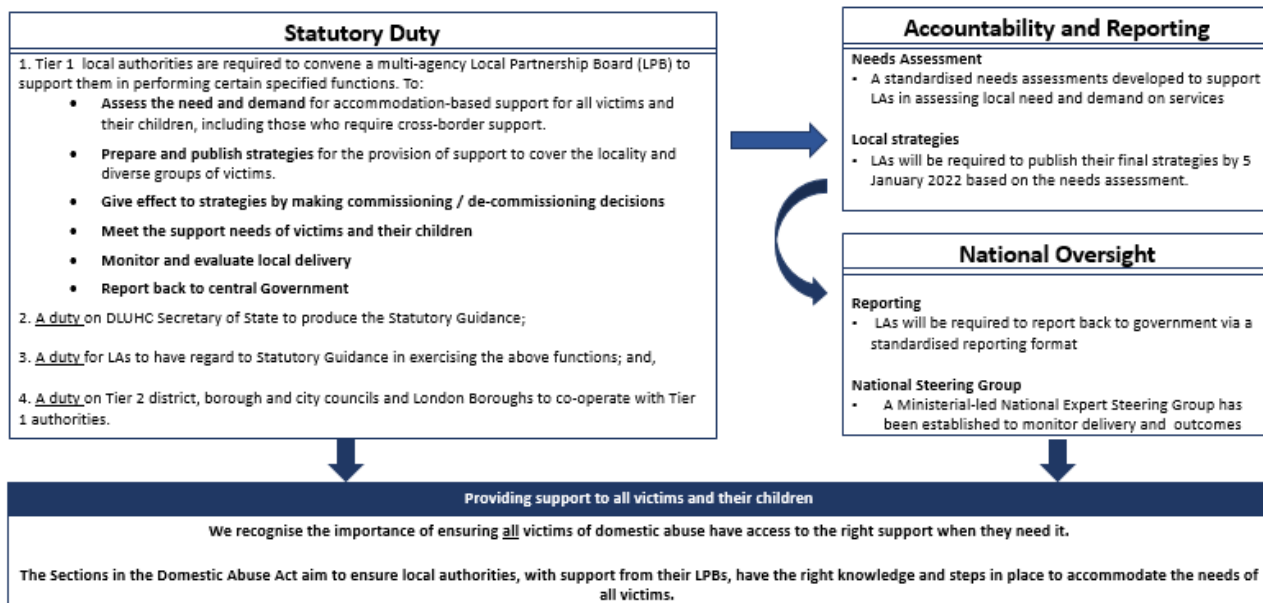 Statutory Duty
1. Tier 1 local authorities are required to convene a multi-agency Local Partnership Board (LPB) to
support them in performing certain specified functions. To:
• Assess the need and demand for accommodation-based support for all victims and
their children, including those who require cross-border support.
• Prepare and publish strategies for the provision of support to cover the locality and
diverse groups of victims.
• Give effect to strategies by making commissioning / de-commissioning decisions
• Meet the support needs of victims and their children
• Monitor and evaluate local delivery
• Report back to central Government
2. A duty on DLUHC Secretary of State to produce the Statutory Guidance;
3. A duty for LAs to have regard to Statutory Guidance in exercising the above functions; and,
4. A duty on Tier 2 district, borough and city councils and London Boroughs to co-operate with Tier
1 authorities.
Accountability and Reporting
Needs Assessment
• A standardised needs assessments developed to support
LAs in assessing local need and demand on services
Local strategies
• LAs will be required to publish their final strategies by 5
January 2022 based on the needs assessment.
National Oversight
Reporting
• LAs will be required to report back to government via a
standardised reporting format
National Steering Group
• A Ministerial-led National Expert Steering Group has
been established to monitor delivery and outcomes
Providing support to all victims and their children
We recognise the importance of ensuring all victims of domestic abuse have access to the right support when they need it.
The Sections in the Domestic Abuse Act aim to ensure local authorities, with support from their LPBs, have the right knowledge and steps in place to accommodate the needs of
all victims.